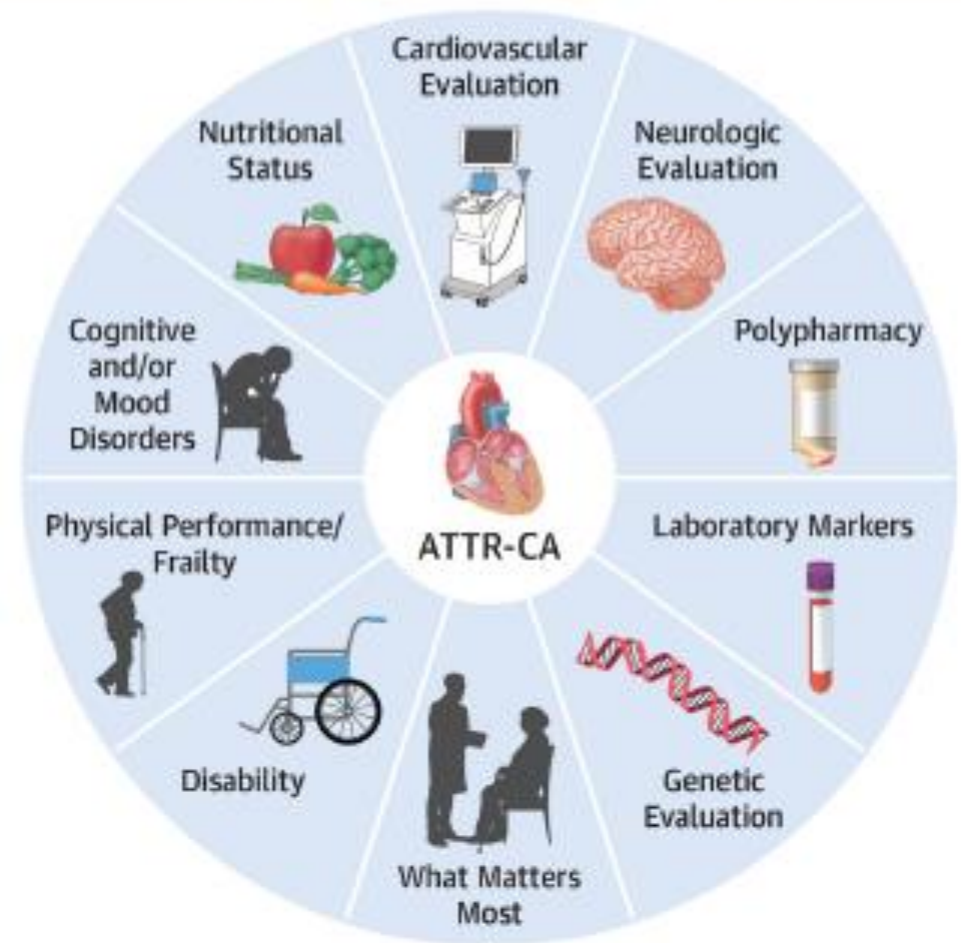 Cardiovascular
Evaluation
Neurologic
Evaluation
Polypharmacy
Laboratory Markers
Genetic
Evaluation
What Matters
Most
Disability
Physical Performance/
Frailty
Cognitive
and/or
Mood
Disorders
Nutritional
Status
ATTR-CA